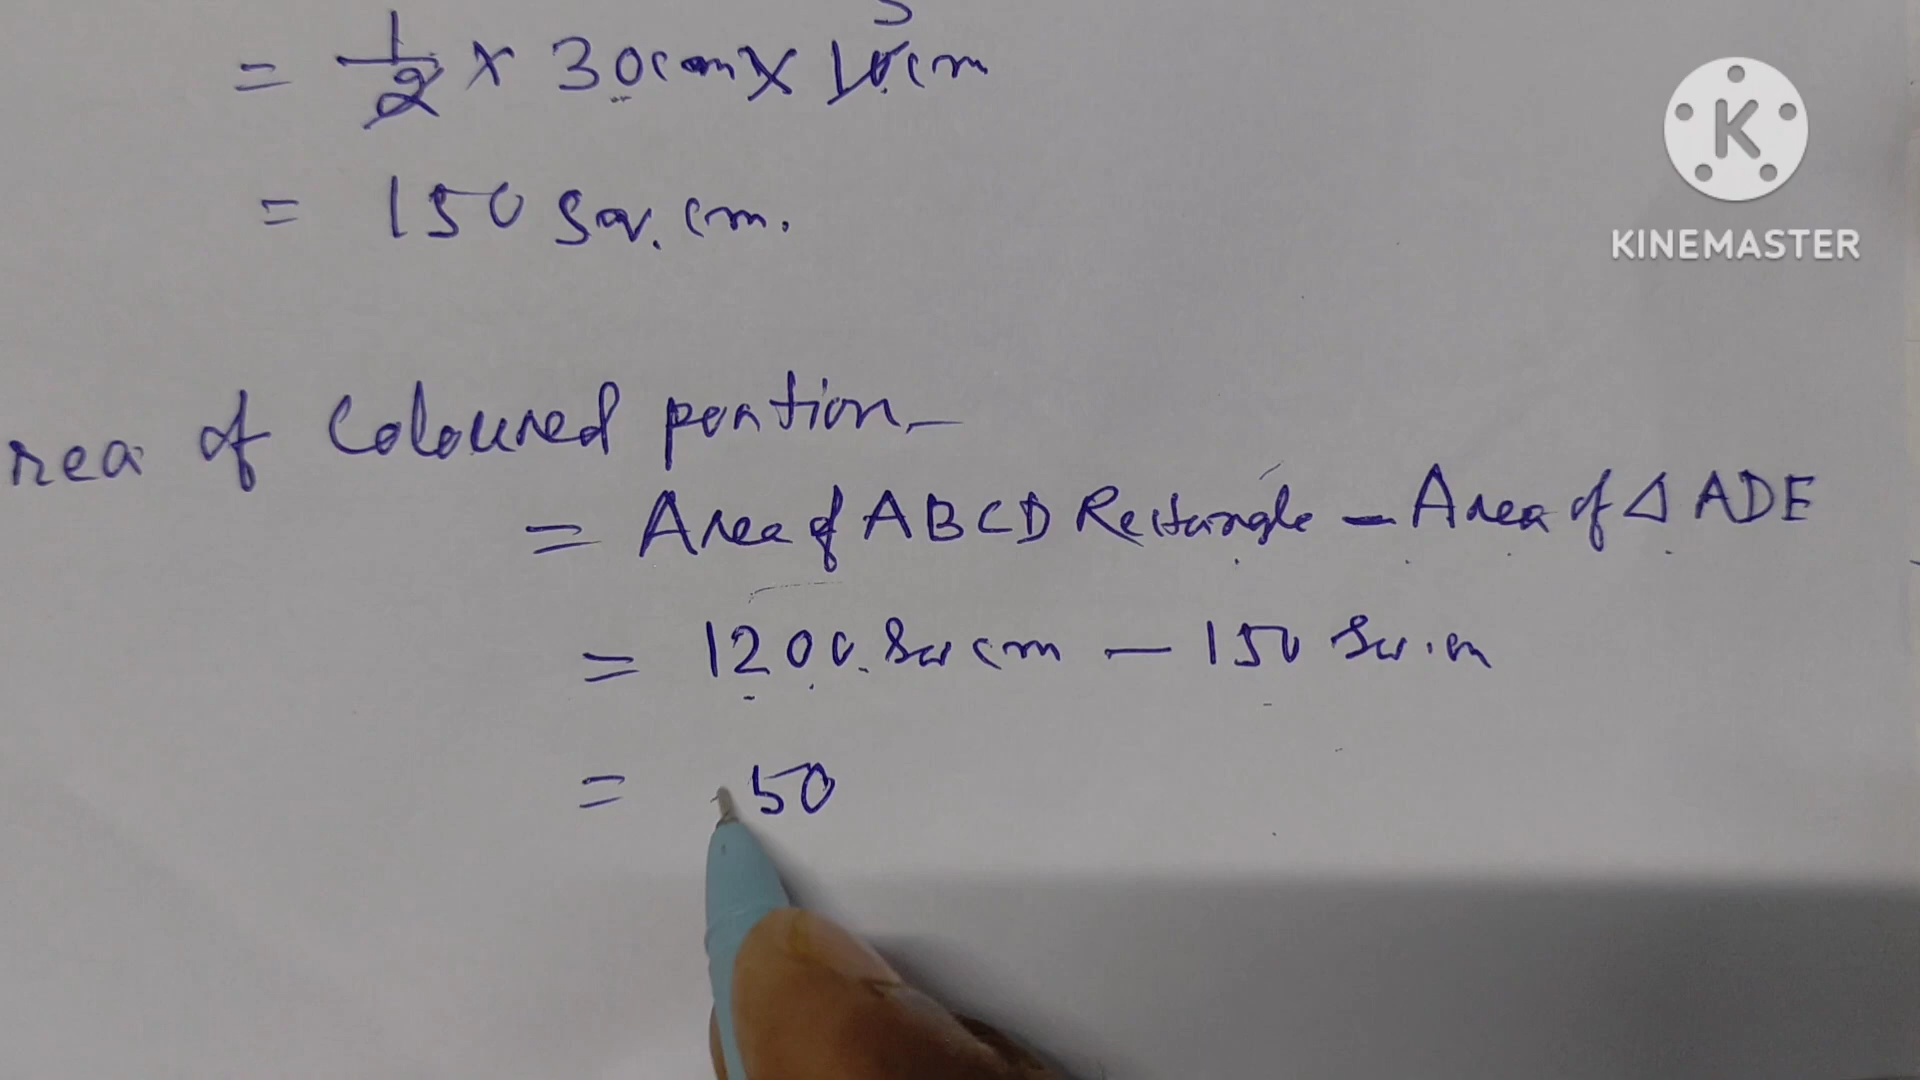 = 1/2 × 30cm × 10cm 5
= 150 Sq. cm.
K
KINEMASTER
rea of Coloured portion -
= Area of ABCD Rectangle - Area of △ ADE
= 1200 Sq cm - 150 Sq. cm
= 50